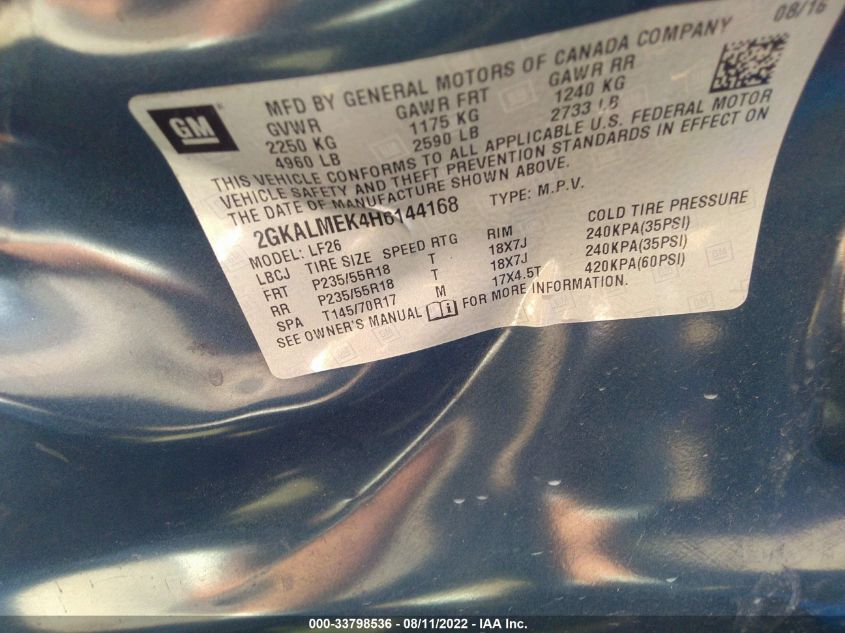 MFD BY GENERAL MOTORS OF CANADA COMPANY 08/16
GM
GVWR GAWR FRT GAWR RR
2250 KG 1175 KG 1240 KG
4960 LB 2590 LB 2733 LB
THIS VEHICLE CONFORMS TO ALL APPLICABLE U.S. FEDERAL MOTOR
VEHICLE SAFETY AND THEFT PREVENTION STANDARDS IN EFFECT ON
THE DATE OF MANUFACTURE SHOWN ABOVE.
2GKALMEK4H6144168 TYPE: M.P.V.
MODEL: LF26
LBCJ TIRE SIZE SPEED RTG RIM COLD TIRE PRESSURE
FRT P235/55R18 T 18X7J 240KPA(35PSI)
RR P235/55R18 T 18X7J 240KPA(35PSI)
SPA T145/70R17 M 17X4.5T 420KPA(60PSI)
SEE OWNER'S MANUAL FOR MORE INFORMATION.
000-33798536 - 08/11/2022 - IAA Inc.